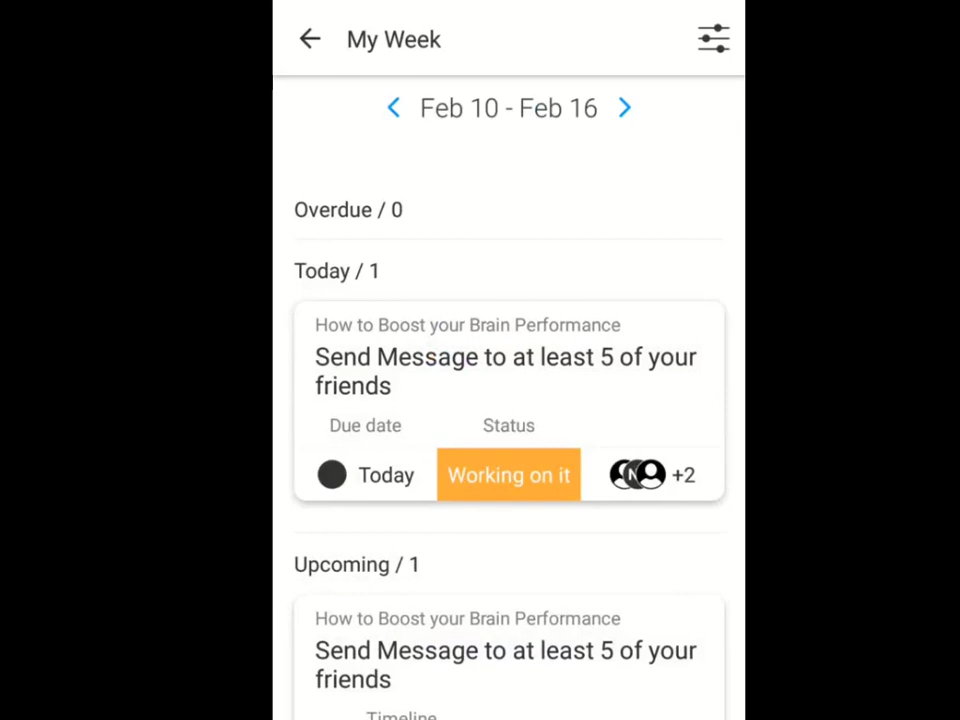 My Week
Feb 10 - Feb 16
Overdue / 0
Today / 1
How to Boost your Brain Performance
Send Message to at least 5 of your
friends
Due date Status
Today Working on it N +2
Upcoming / 1
How to Boost your Brain Performance
Send Message to at least 5 of your
friends
Timeline